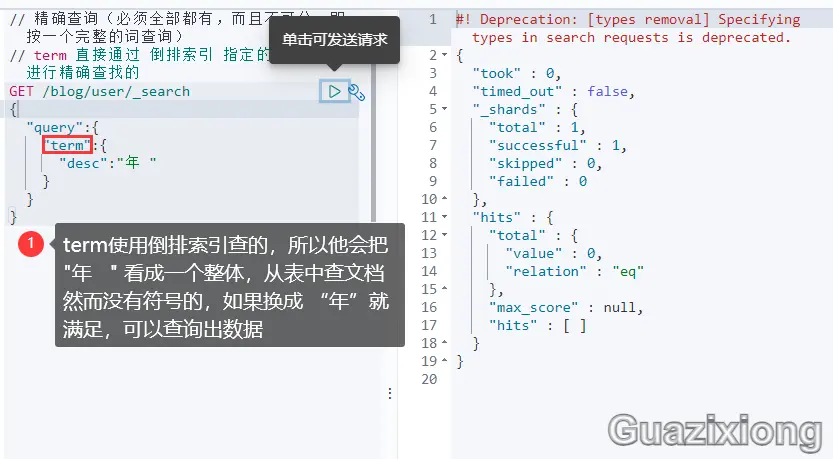 // 精确查询（必须全部都有，而且不可分，即
按一个完整的词查询）
// term 直接通过 倒排索引 指定的
进行精确查找的
单击可发送请求
GET /blog/user/_search
{
"query":{
"term":{
"desc":"年 "
}
}
}
1
term使用倒排索引查的，所以他会把
"年　" 看成一个整体，从表中查文档
然而没有符号的，如果换成 “年”就
满足，可以查询出数据
1 #! Deprecation: [types removal] Specifying
types in search requests is deprecated.
2 {
3 "took" : 0,
4 "timed_out" : false,
5 "_shards" : {
6 "total" : 1,
7 "successful" : 1,
8 "skipped" : 0,
9 "failed" : 0
10 },
11 "hits" : {
12 "total" : {
13 "value" : 0,
14 "relation" : "eq"
15 },
16 "max_score" : null,
17 "hits" : [ ]
18 }
19 }
20
Guazixiong